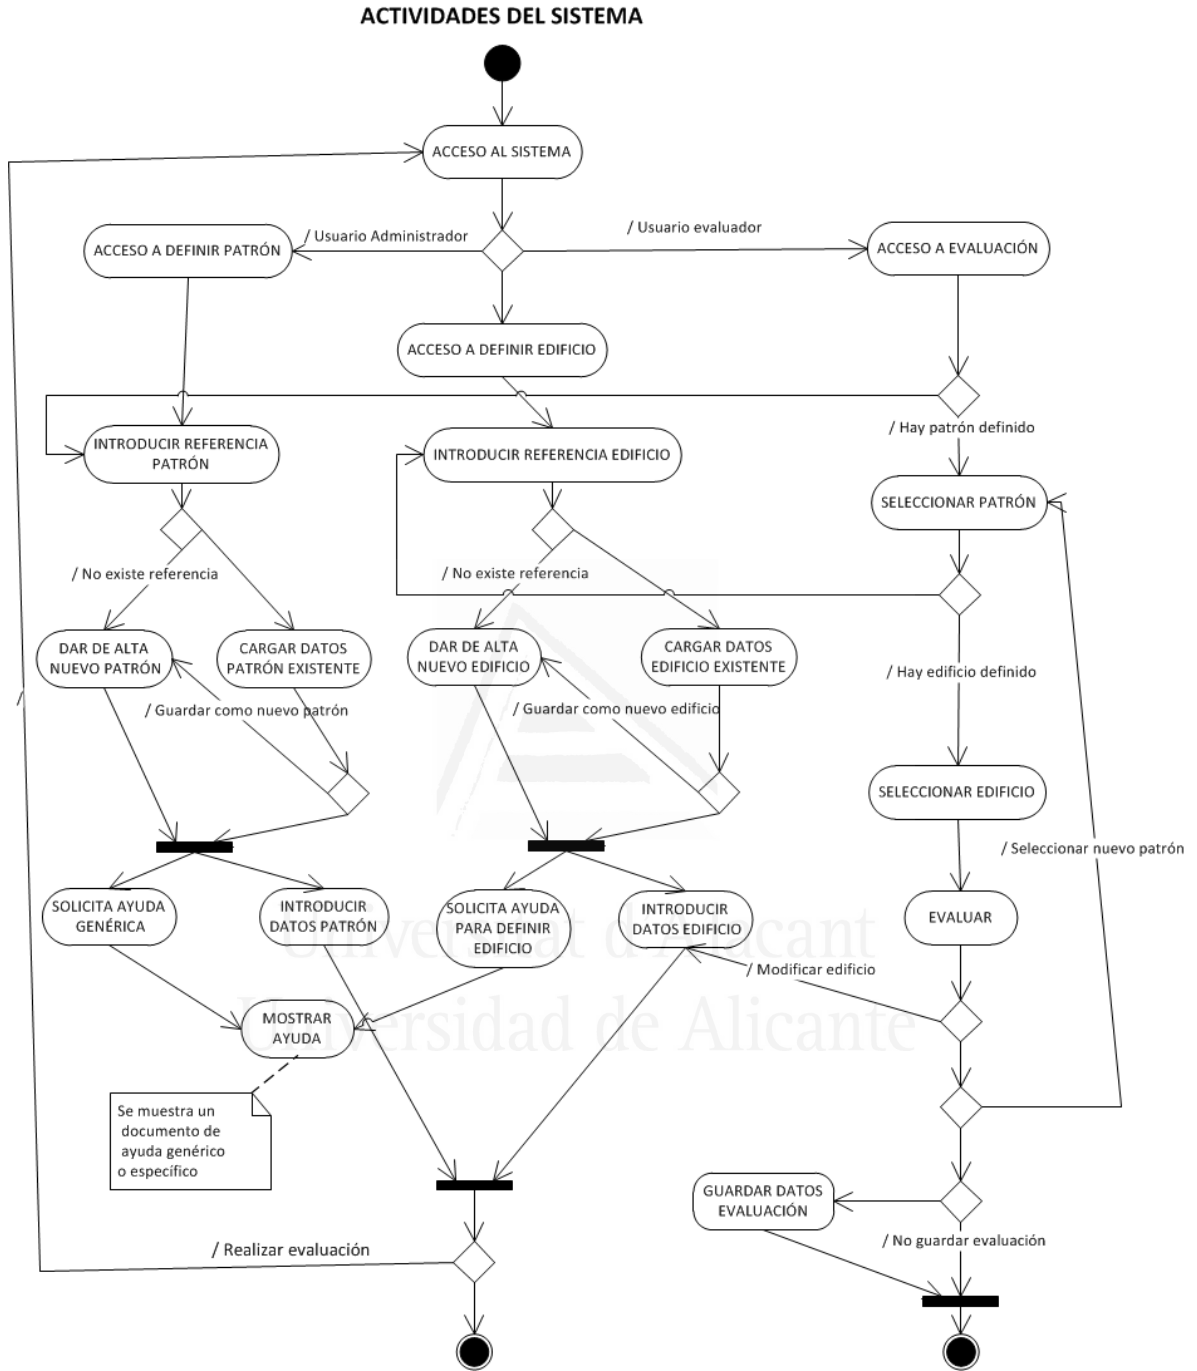 ACTIVIDADES DEL SISTEMA
ACCESO AL SISTEMA
/ Usuario Administrador
/ Usuario evaluador
ACCESO A DEFINIR PATRÓN
ACCESO A EVALUACIÓN
ACCESO A DEFINIR EDIFICIO
/ Hay patrón definido
INTRODUCIR REFERENCIA
PATRÓN
INTRODUCIR REFERENCIA EDIFICIO
SELECCIONAR PATRÓN
/ No existe referencia
/ No existe referencia
DAR DE ALTA
NUEVO PATRÓN
CARGAR DATOS
PATRÓN EXISTENTE
DAR DE ALTA
NUEVO EDIFICIO
CARGAR DATOS
EDIFICIO EXISTENTE
/ Hay edificio definido
/
/ Guardar como nuevo patrón
/ Guardar como nuevo edificio
SELECCIONAR EDIFICIO
/ Seleccionar nuevo patrón
SOLICITA AYUDA
GENÉRICA
INTRODUCIR
DATOS PATRÓN
SOLICITA AYUDA
PARA DEFINIR
EDIFICIO
INTRODUCIR
DATOS EDIFICIO
EVALUAR
Universitat d'Alacant
Universidad de Alicante
/ Modificar edificio
MOSTRAR
AYUDA
Se muestra un
documento de
ayuda genérico
o específico
GUARDAR DATOS
EVALUACIÓN
/ No guardar evaluación
/ Realizar evaluación